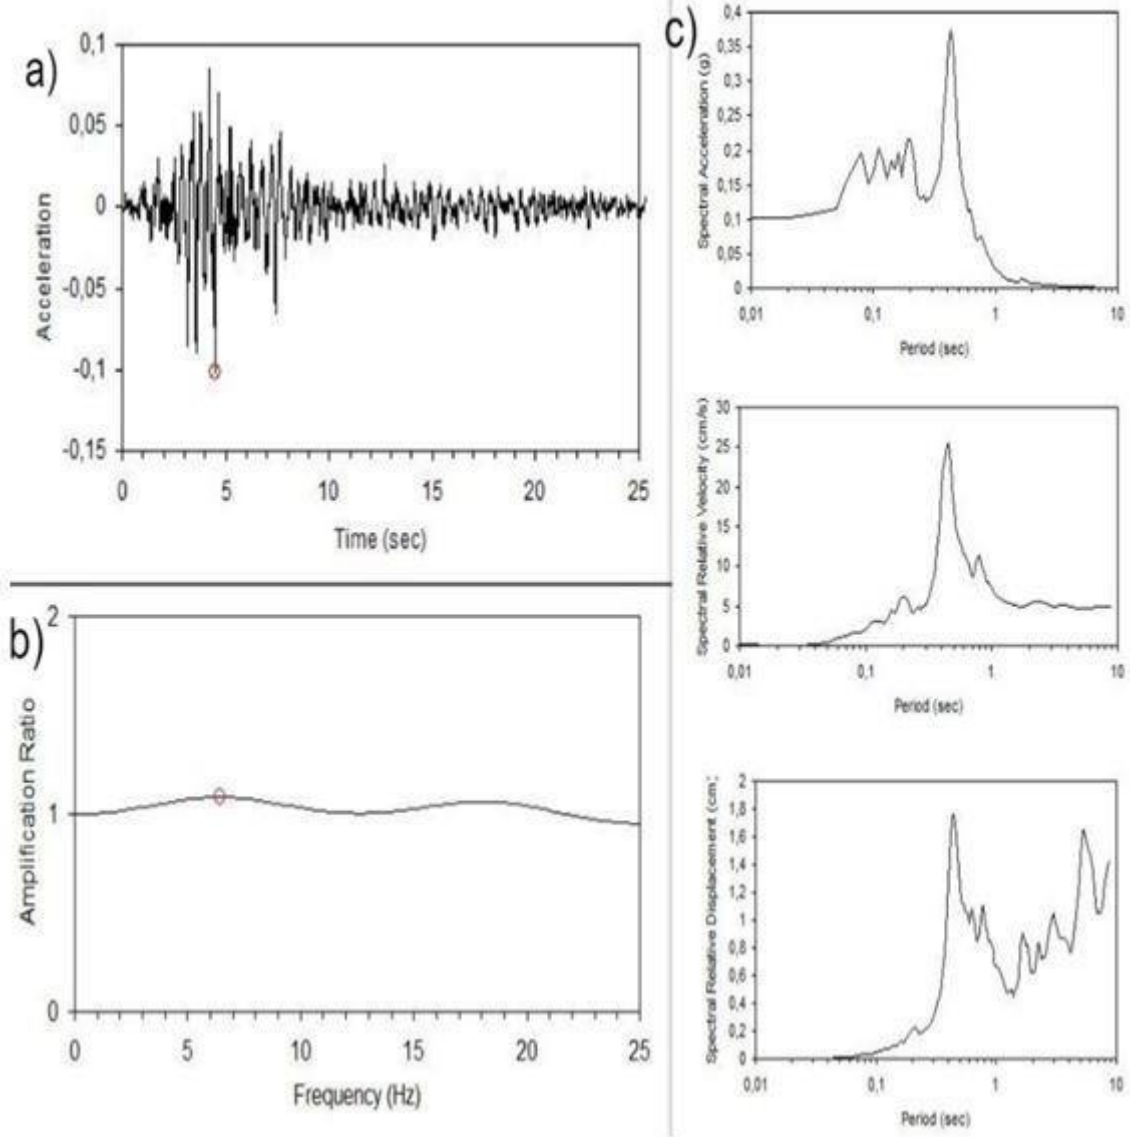 a)
0,1
0,05
0
-0,05
-0,1
-0,15
Acceleration
0 5 10 15 20 25
Time (sec)
b)
2
1
0
Amplification Ratio
0 5 10 15 20 25
Frequency (Hz)
c)
0,4
0,35
0,3
0,25
0,2
0,15
0,1
0,05
0
Spectral Acceleration (g)
0,01 0,1 1 10
Period (sec)
30
25
20
15
10
5
0
Spectral Relative Velocity (cm/s)
0,01 0,1 1 10
Period (sec)
2
1,8
1,6
1,4
1,2
1
0,8
0,6
0,4
0,2
0
Spectral Relative Displacement (cm;
0,01 0,1 1 10
Period (sec)